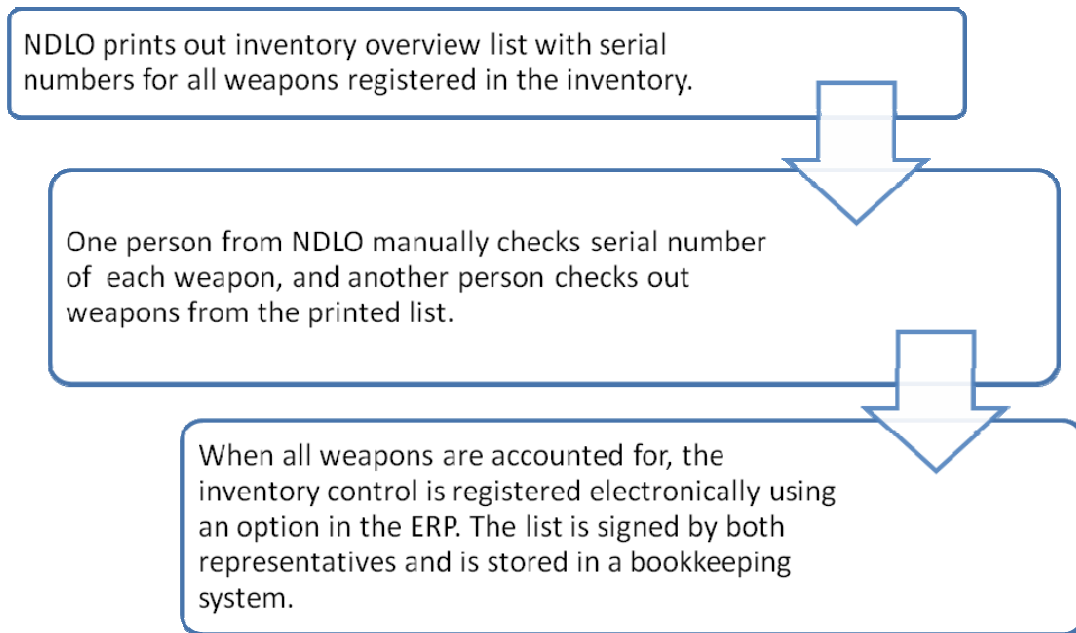 NDLO prints out inventory overview list with serial
numbers for all weapons registered in the inventory.
One person from NDLO manually checks serial number
of each weapon, and another person checks out
weapons from the printed list.
When all weapons are accounted for, the
inventory control is registered electronically using
an option in the ERP. The list is signed by both
representatives and is stored in a bookkeeping
system.